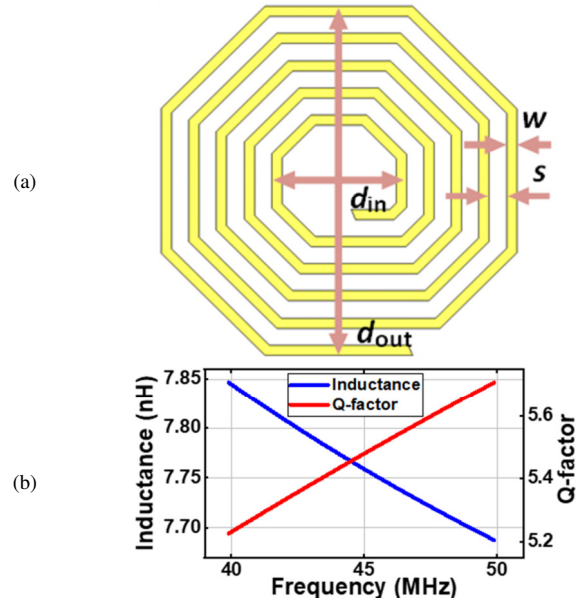 (a)
w
s
d_in
d_out
(b)
Inductance (nH)
7.85
7.80
7.75
7.70
Inductance
Q-factor
5.6
5.4
5.2
Q-factor
40
45
50
Frequency (MHz)